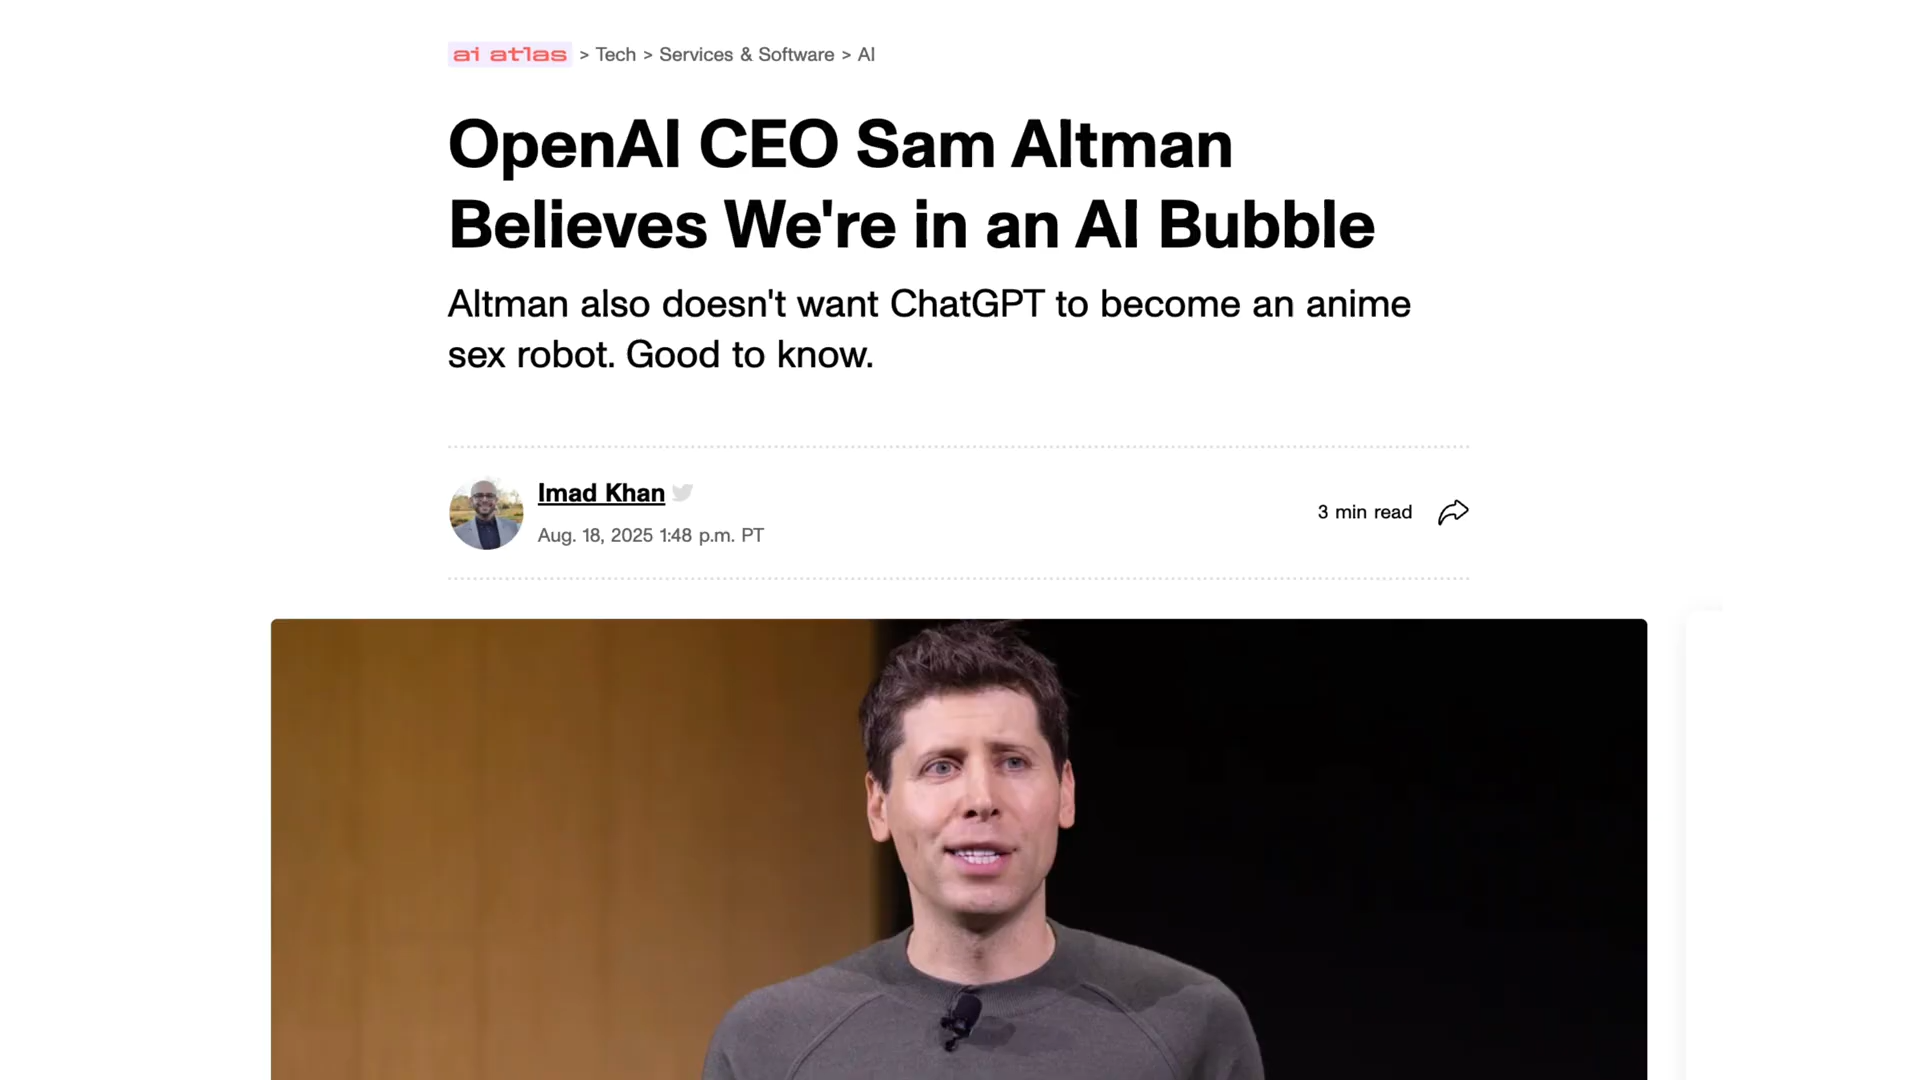 ai atlas > Tech > Services & Software > AI
OpenAI CEO Sam Altman
Believes We're in an AI Bubble
Altman also doesn't want ChatGPT to become an anime
sex robot. Good to know.
Imad Khan
Aug. 18, 2025 1:48 p.m. PT
3 min read